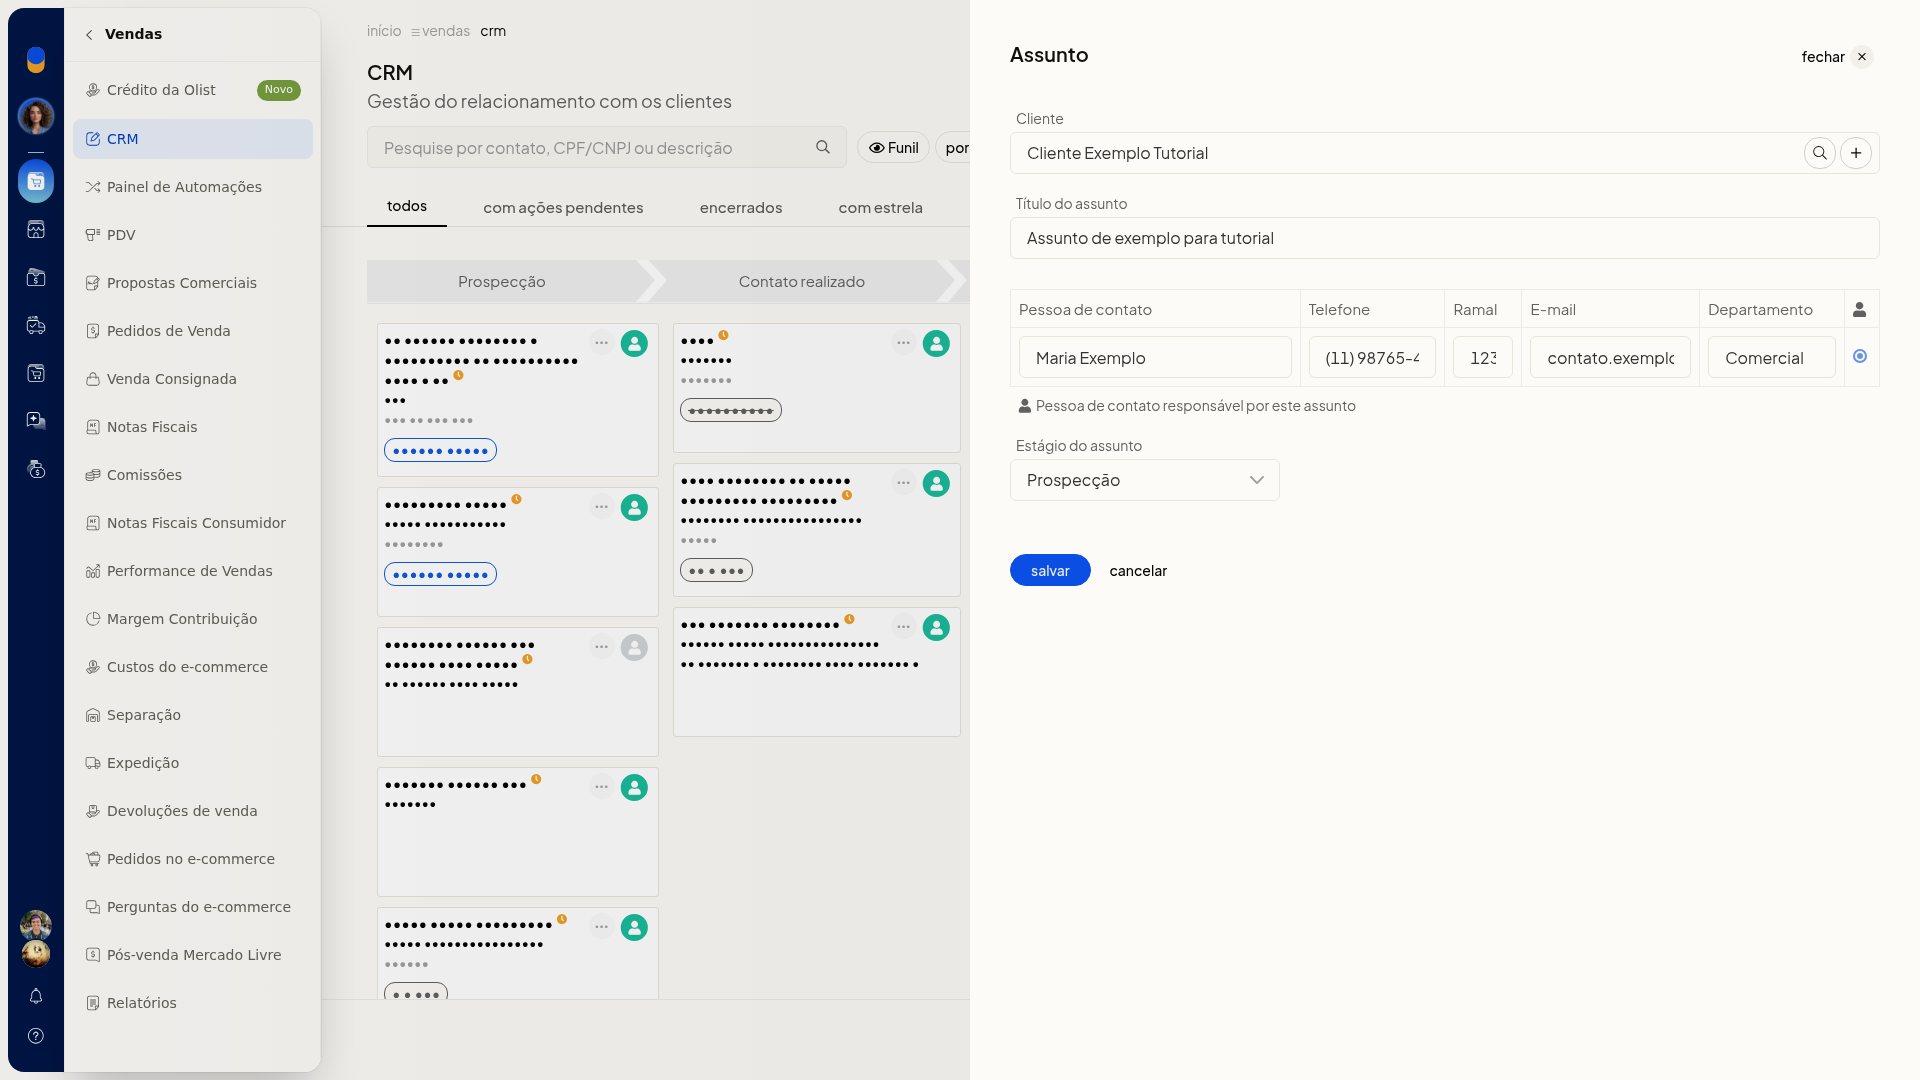 Vendas
Crédito da Olist
Novo
CRM
Painel de Automações
PDV
Propostas Comerciais
Pedidos de Venda
Venda Consignada
Notas Fiscais
Comissões
Notas Fiscais Consumidor
Performance de Vendas
Margem Contribuição
Custos do e-commerce
Separação
Expedição
Devoluções de venda
Pedidos no e-commerce
Perguntas do e-commerce
Pós-venda Mercado Livre
Relatórios
início vendas crm
CRM
Gestão do relacionamento com os clientes
Pesquise por contato, CPF/CNPJ ou descrição
Funil
por
todos com ações pendentes encerrados com estrela
Prospecção Contato realizado
Assunto
fechar
Cliente
Cliente Exemplo Tutorial
Título do assunto
Assunto de exemplo para tutorial
Pessoa de contato Telefone Ramal E-mail Departamento
Maria Exemplo (11) 98765-4 123 contato.exemplo Comercial
Pessoa de contato responsável por este assunto
Estágio do assunto
Prospecção
salvar cancelar